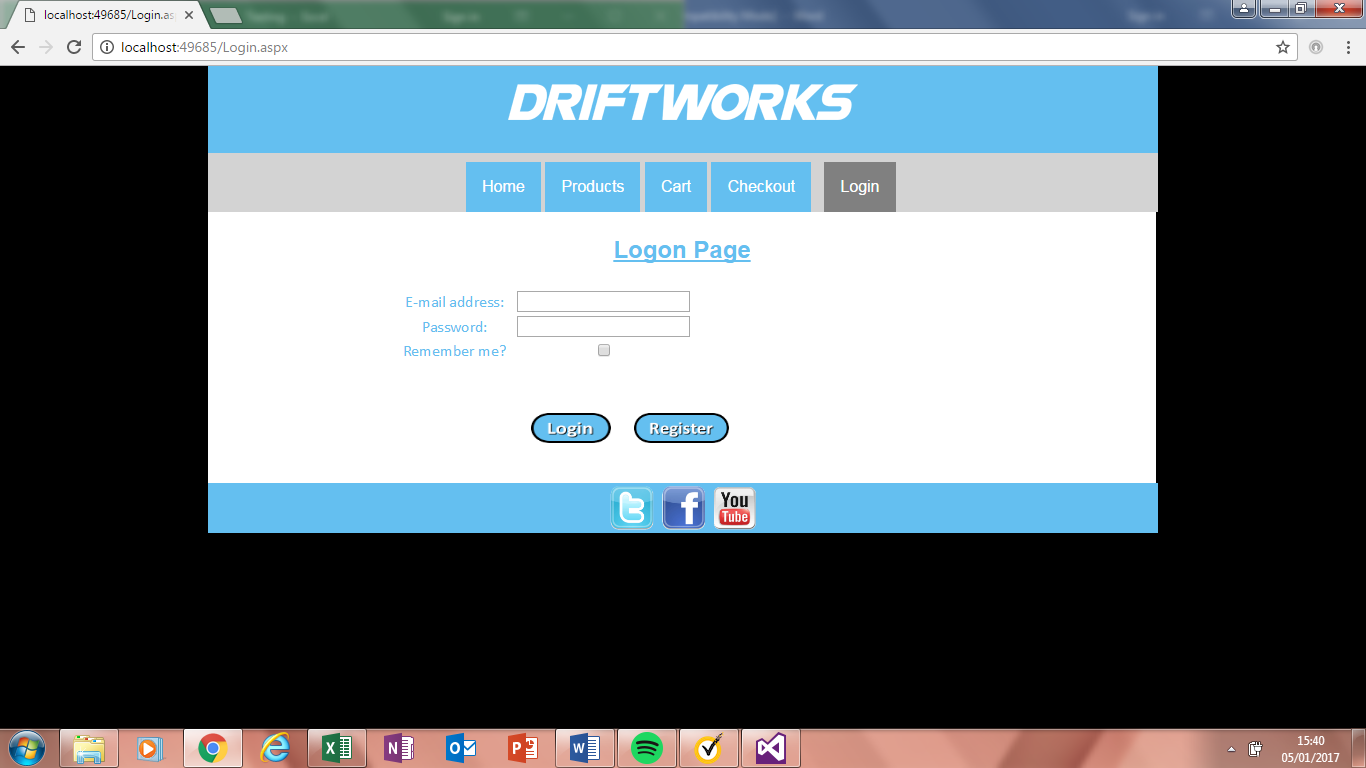 localhost:49685/Login.as
localhost:49685/Login.aspx
DRIFTWORKS
Home Products Cart Checkout Login
Logon Page
E-mail address:
Password:
Remember me?
Login Register
You
Tube
15:40
05/01/2017